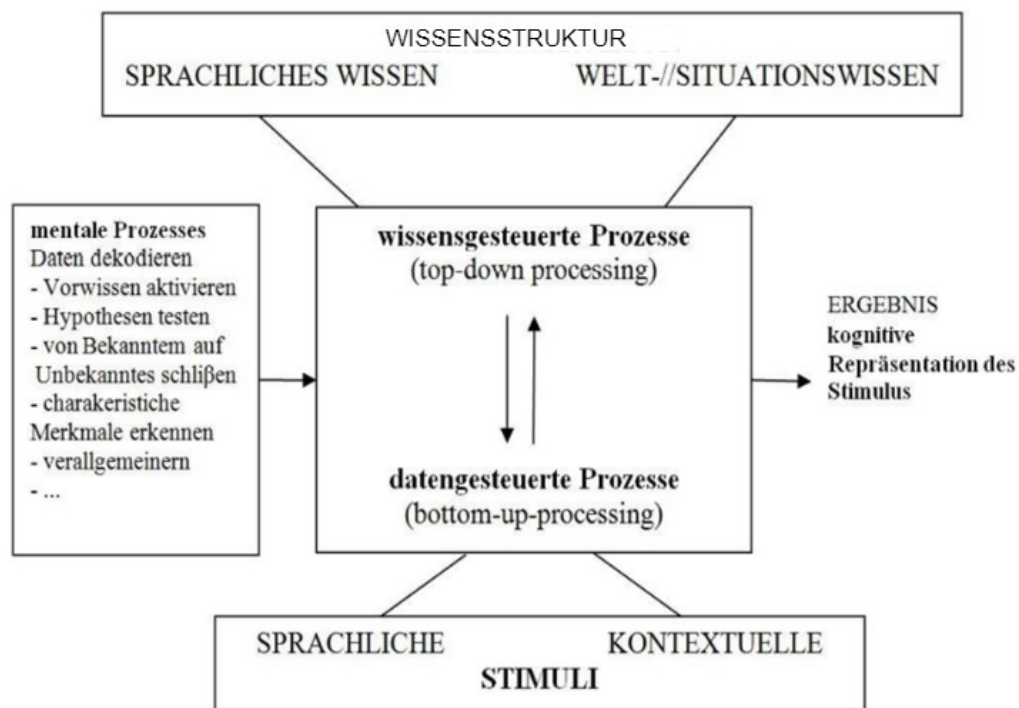 WISSENSSTRUKTUR
SPRACHLICHES WISSEN WELT-//SITUATIONSWISSEN
mentale Prozesses
Daten dekodieren
- Vorwissen aktivieren
- Hypothesen testen
- von Bekanntem auf
Unbekanntes schlißen
- charakeristiche
Merkmale erkennen
- verallgemeinern
- ...
wissensgesteuerte Prozesse
(top-down processing)
datengesteuerte Prozesse
(bottom-up-processing)
ERGEBNIS
kognitive
Repräsentation des
Stimulus
SPRACHLICHE KONTEXTUELLE
STIMULI